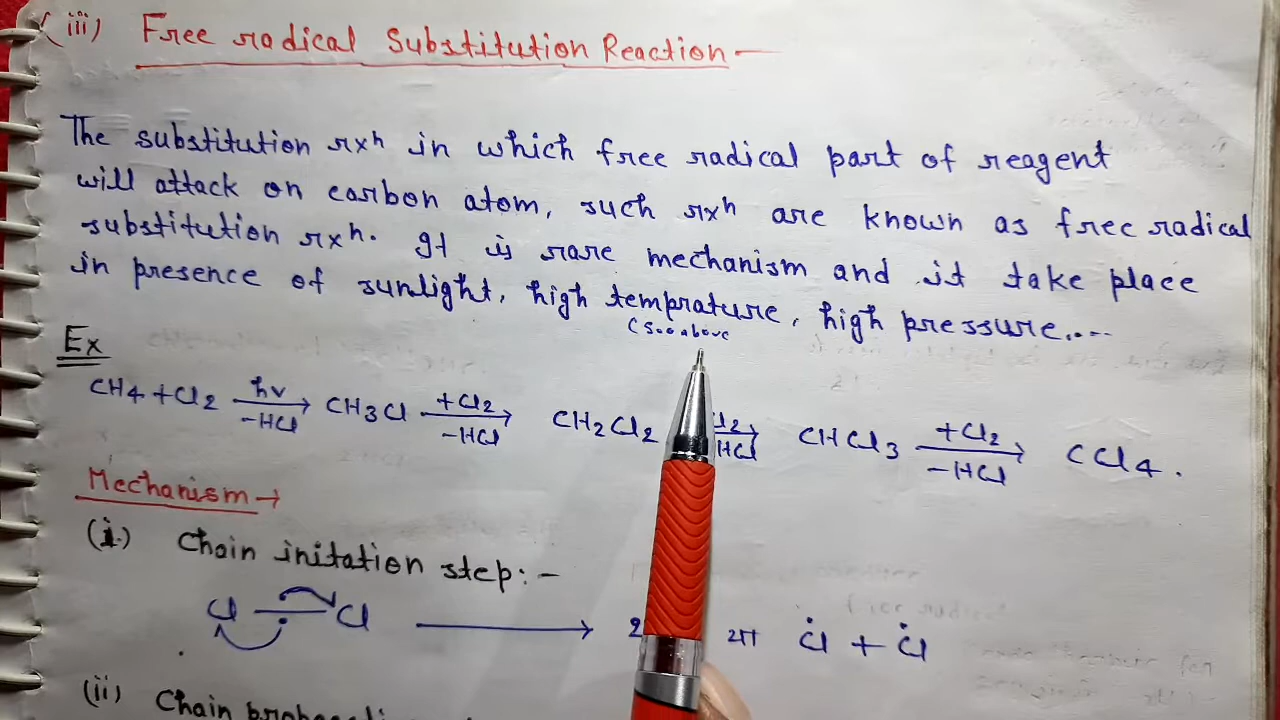 (iii) Free radical Substitution Reaction —
The substitution rxn in which free radical part of reagent
will attack on carbon atom, such rxn are known as free radical
substitution rxn. It is rare mechanism and it take place
in presence of sunlight, high temprature, high pressure....
above
Ex
CH4 + Cl2 hv -HCl → CH3Cl +Cl2 -HCl → CH2Cl2 HCl → CHCl3 +Cl2 -HCl → CCl4.
Mechanism →
(i) Chain initation step:-
Cl — Cl → 2 या Cl + Cl
(ii) Chain